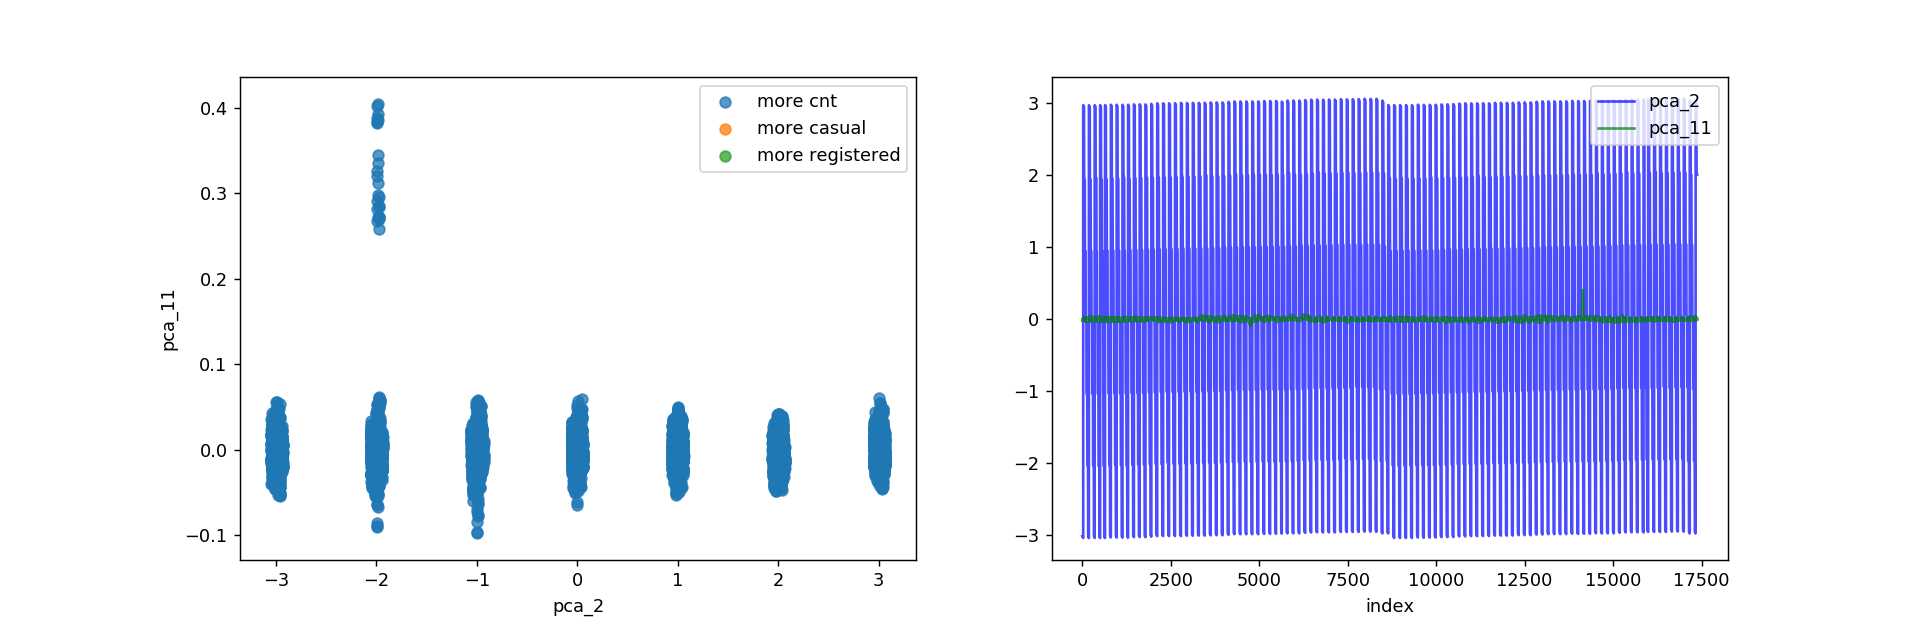 0.4
0.3
0.2
0.1
0.0
−0.1
pca_11
−3 −2 −1 0 1 2 3
pca_2
more cnt
more casual
more registered
3
2
1
0
−1
−2
−3
0 2500 5000 7500 10000 12500 15000 17500
index
pca_2
pca_11